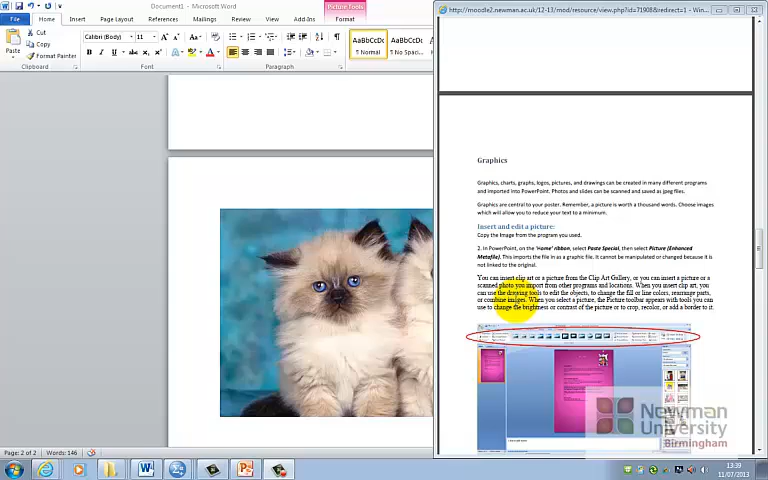 Document1 - Microsoft Word
Picture Tools
File Home Insert Page Layout References Mailings Review View Add-Ins Format
Cut
Copy
Format Painter
Paste
Calibri (Body) 11
AaBbCcDc AaBbCcDc
¶ Normal ¶ No Spaci...
Clipboard Font Paragraph
http://moodle2.newman.ac.uk/12-13/mod/resource/view.php?id=71908&redirect=1 - Win...
Graphics
Graphics, charts, graphs, logos, pictures, and drawings can be created in many different programs
and imported into PowerPoint. Photos and slides can be scanned and saved as jpeg files.
Graphics are central to your poster. Remember, a picture is worth a thousand words. Choose images
which will allow you to reduce your text to a minimum.
Insert and edit a picture:
Copy the image from the program you used.
2. In PowerPoint, on the 'Home' ribbon, select Paste Special, then select Picture (Enhanced
Metafile). This imports the file in as a graphic file. It cannot be manipulated or changed because it is
not linked to the original.
You can insert clip art or a picture from the Clip Art Gallery, or you can insert a picture or a
scanned photo you import from other programs and locations. When you insert clip art, you
can use the drawing tools to edit the objects, to change the fill or line colors, rearrange parts,
or combine images. When you select a picture, the Picture toolbar appears with tools you can
use to change the brightness or contrast of the picture or to crop, recolor, or add a border to it.
Newman
University
Birmingham
Page: 2 of 2 Words: 146
13:39
11/07/2013